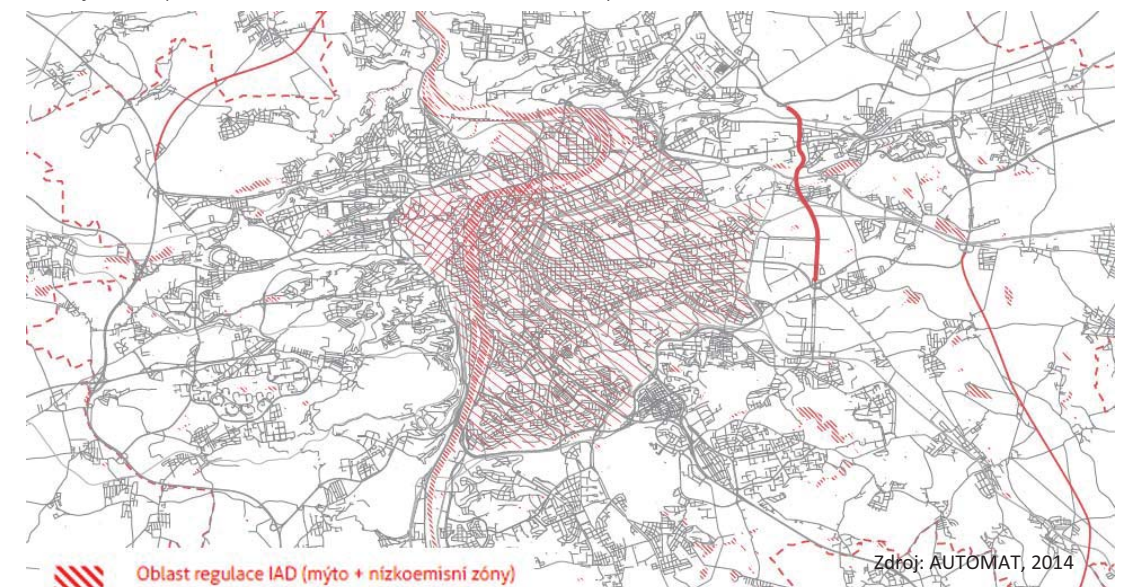 Zdroj: AUTOMAT, 2014
Oblast regulace IAD (mýto + nízkoemisní zóny)